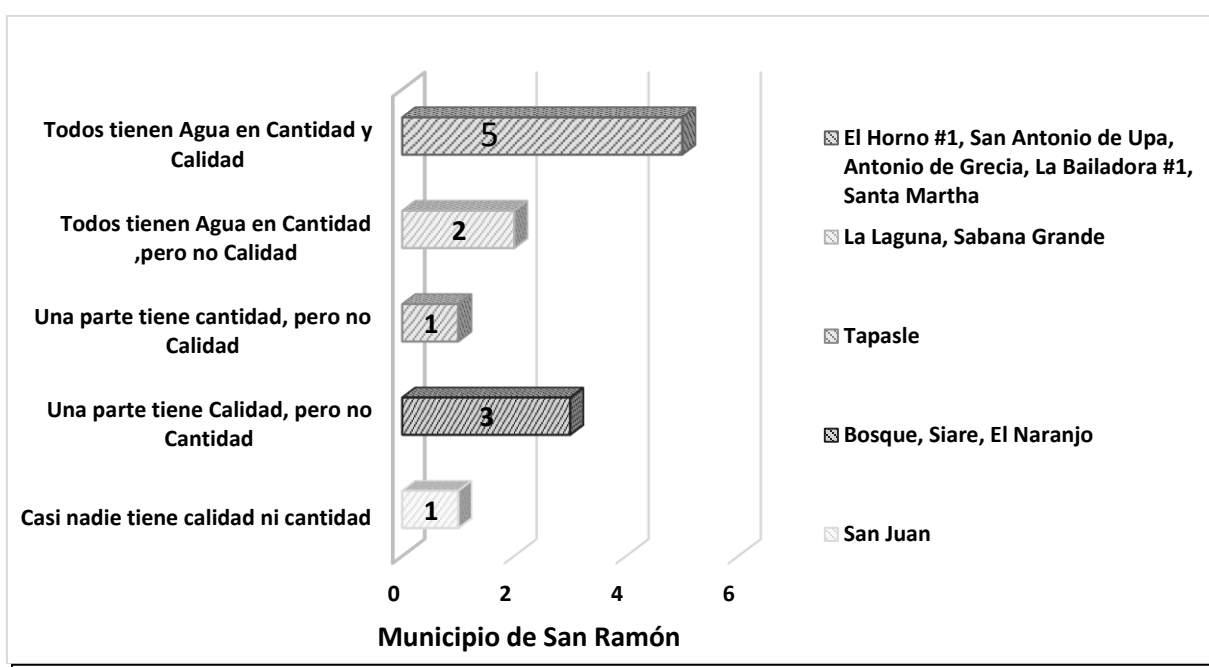 Todos tienen Agua en Cantidad y
Calidad
5
El Horno #1, San Antonio de Upa,
Antonio de Grecia, La Bailadora #1,
Santa Martha
Todos tienen Agua en Cantidad
,pero no Calidad
2
La Laguna, Sabana Grande
Una parte tiene cantidad, pero no
Calidad
1
Tapasle
Una parte tiene Calidad, pero no
Cantidad
3
Bosque, Siare, El Naranjo
Casi nadie tiene calidad ni cantidad
1
San Juan
0 2 4 6
Municipio de San Ramón